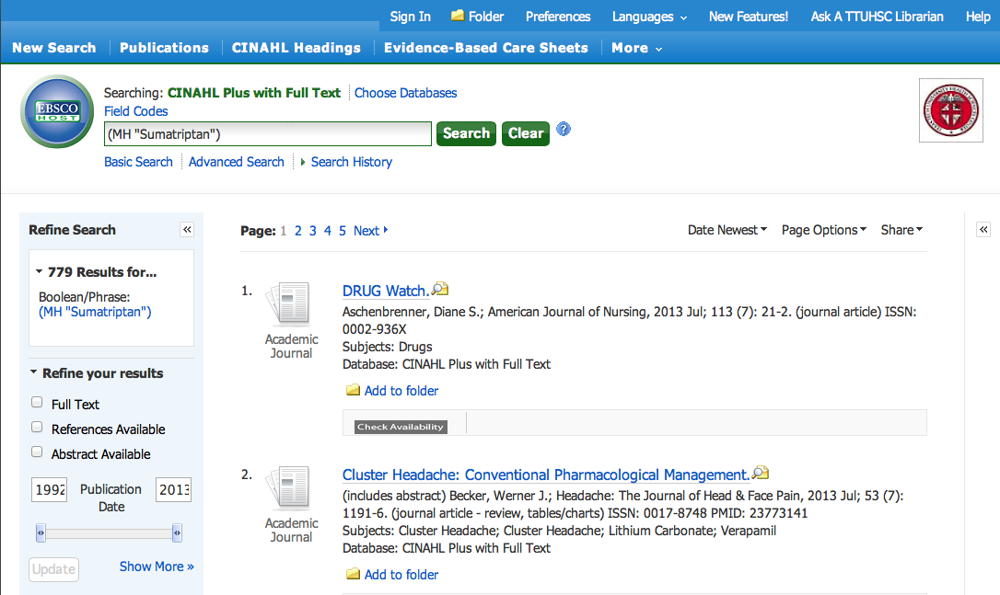 Sign In Folder Preferences Languages New Features! Ask A TTUHSC Librarian Help
New Search Publications CINAHL Headings Evidence-Based Care Sheets More
EBSCO
HOST
Searching: CINAHL Plus with Full Text Choose Databases
Field Codes
(MH "Sumatriptan") Search Clear ?
Basic Search Advanced Search Search History
Refine Search «
779 Results for...
Boolean/Phrase:
(MH "Sumatriptan")
Refine your results
Full Text
References Available
Abstract Available
1992 Publication Date 2013
Update Show More »
Page: 1 2 3 4 5 Next Date Newest Page Options Share «
1. DRUG Watch.
Academic
Journal
Aschenbrenner, Diane S.; American Journal of Nursing, 2013 Jul; 113 (7): 21-2. (journal article) ISSN:
0002-936X
Subjects: Drugs
Database: CINAHL Plus with Full Text
Add to folder
Check Availability
2. Cluster Headache: Conventional Pharmacological Management.
Academic
Journal
(includes abstract) Becker, Werner J.; Headache: The Journal of Head & Face Pain, 2013 Jul; 53 (7):
1191-6. (journal article - review, tables/charts) ISSN: 0017-8748 PMID: 23773141
Subjects: Cluster Headache; Cluster Headache; Lithium Carbonate; Verapamil
Database: CINAHL Plus with Full Text
Add to folder